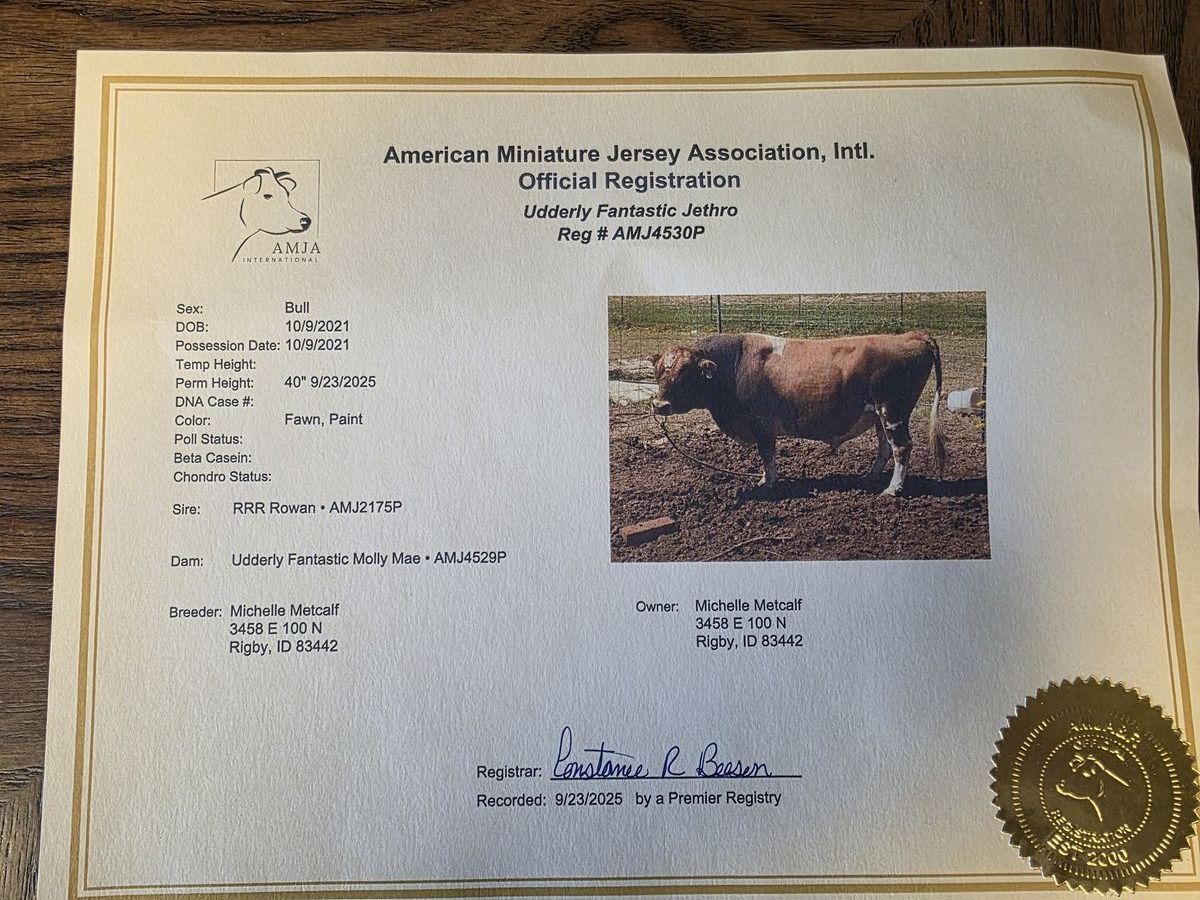 American Miniature Jersey Association, Intl.
Official Registration
Udderly Fantastic Jethro
Reg # AMJ4530P
AMJA
INTERNATIONAL
Sex: Bull
DOB: 10/9/2021
Possession Date: 10/9/2021
Temp Height:
Perm Height: 40" 9/23/2025
DNA Case #:
Color: Fawn, Paint
Poll Status:
Beta Casein:
Chondro Status:
Sire: RRR Rowan • AMJ2175P
Dam: Udderly Fantastic Molly Mae • AMJ4529P
Breeder: Michelle Metcalf
3458 E 100 N
Rigby, ID 83442
Owner: Michelle Metcalf
3458 E 100 N
Rigby, ID 83442
Registrar: Constance R Beesen
Recorded: 9/23/2025 by a Premier Registry
OFFICIAL
REGISTRATION
EST 2000